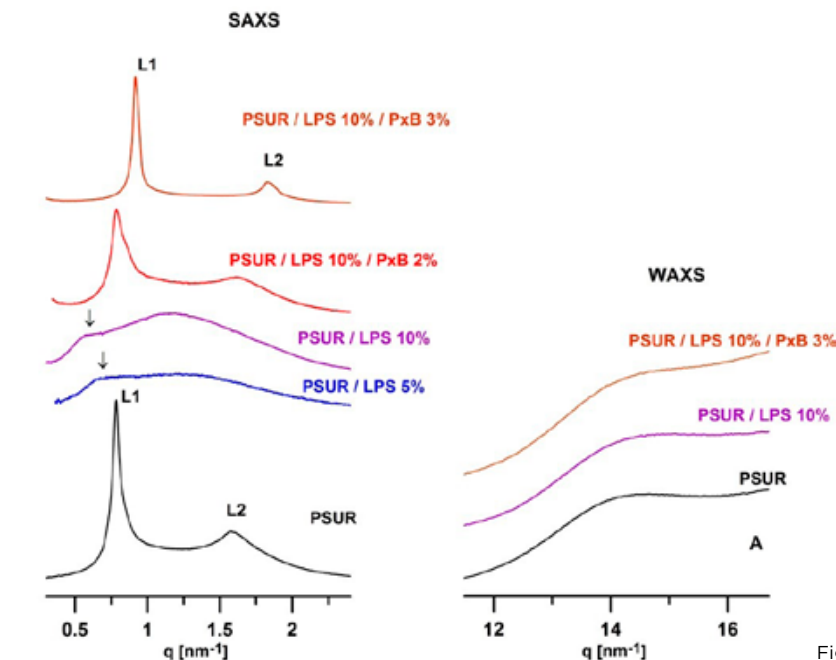 SAXS
L1
PSUR / LPS 10% / PxB 3%
L2
PSUR / LPS 10% / PxB 2%
PSUR / LPS 10%
PSUR / LPS 5%
L1
L2
PSUR
0.5 1 1.5 2
q [nm-1]
WAXS
PSUR / LPS 10% / PxB 3%
PSUR / LPS 10%
PSUR
A
12 14 16
q [nm-1]